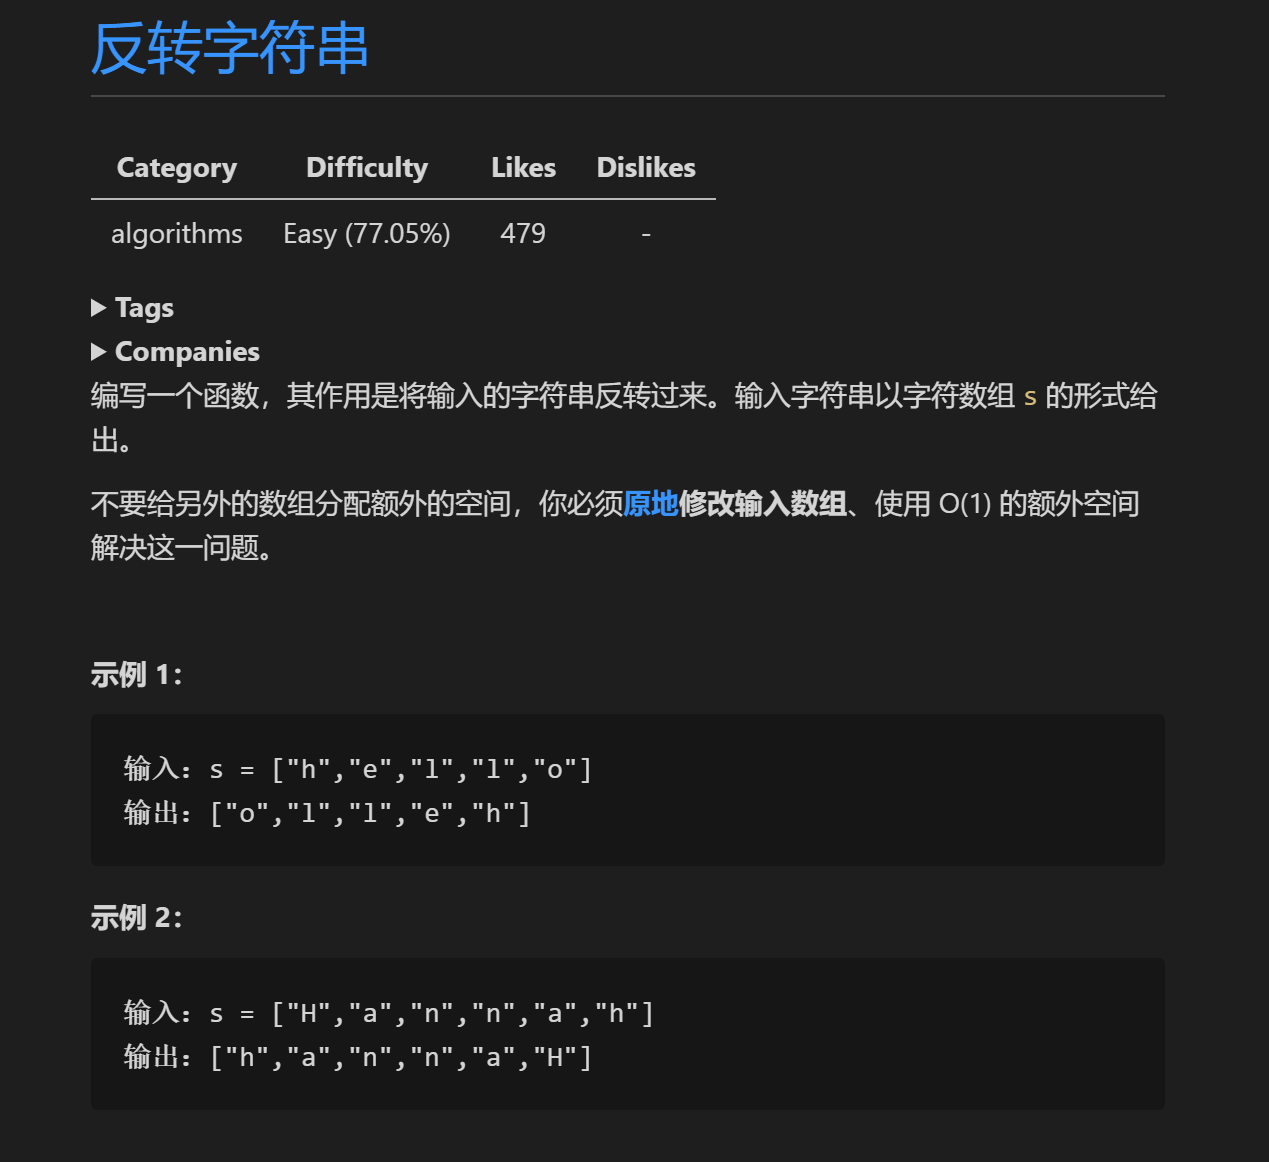 反转字符串
Category Difficulty Likes Dislikes
algorithms Easy (77.05%) 479 -
▶ Tags
▶ Companies
编写一个函数，其作用是将输入的字符串反转过来。输入字符串以字符数组 s 的形式给
出。
不要给另外的数组分配额外的空间，你必须原地修改输入数组、使用 O(1) 的额外空间
解决这一问题。
示例 1：
输入：s = ["h","e","l","l","o"]
输出：["o","l","l","e","h"]
示例 2：
输入：s = ["H","a","n","n","a","h"]
输出：["h","a","n","n","a","H"]